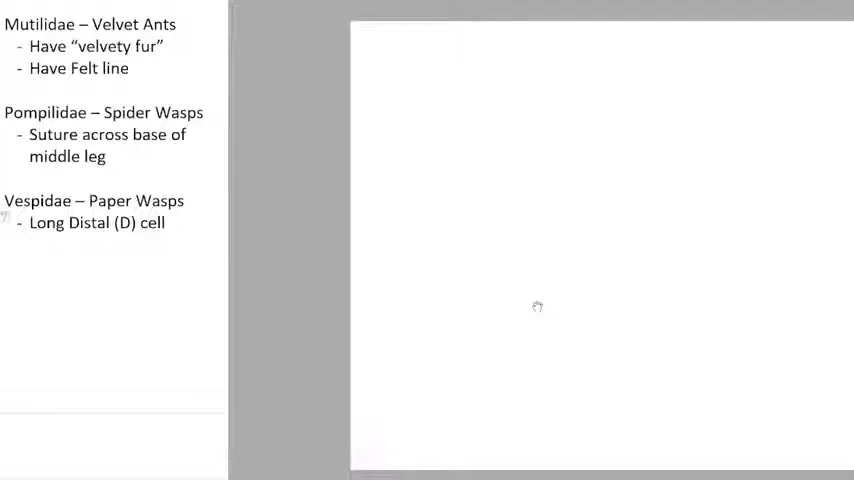 Mutilidae – Velvet Ants
- Have “velvety fur”
- Have Felt line
Pompilidae – Spider Wasps
- Suture across base of
middle leg
Vespidae – Paper Wasps
- Long Distal (D) cell